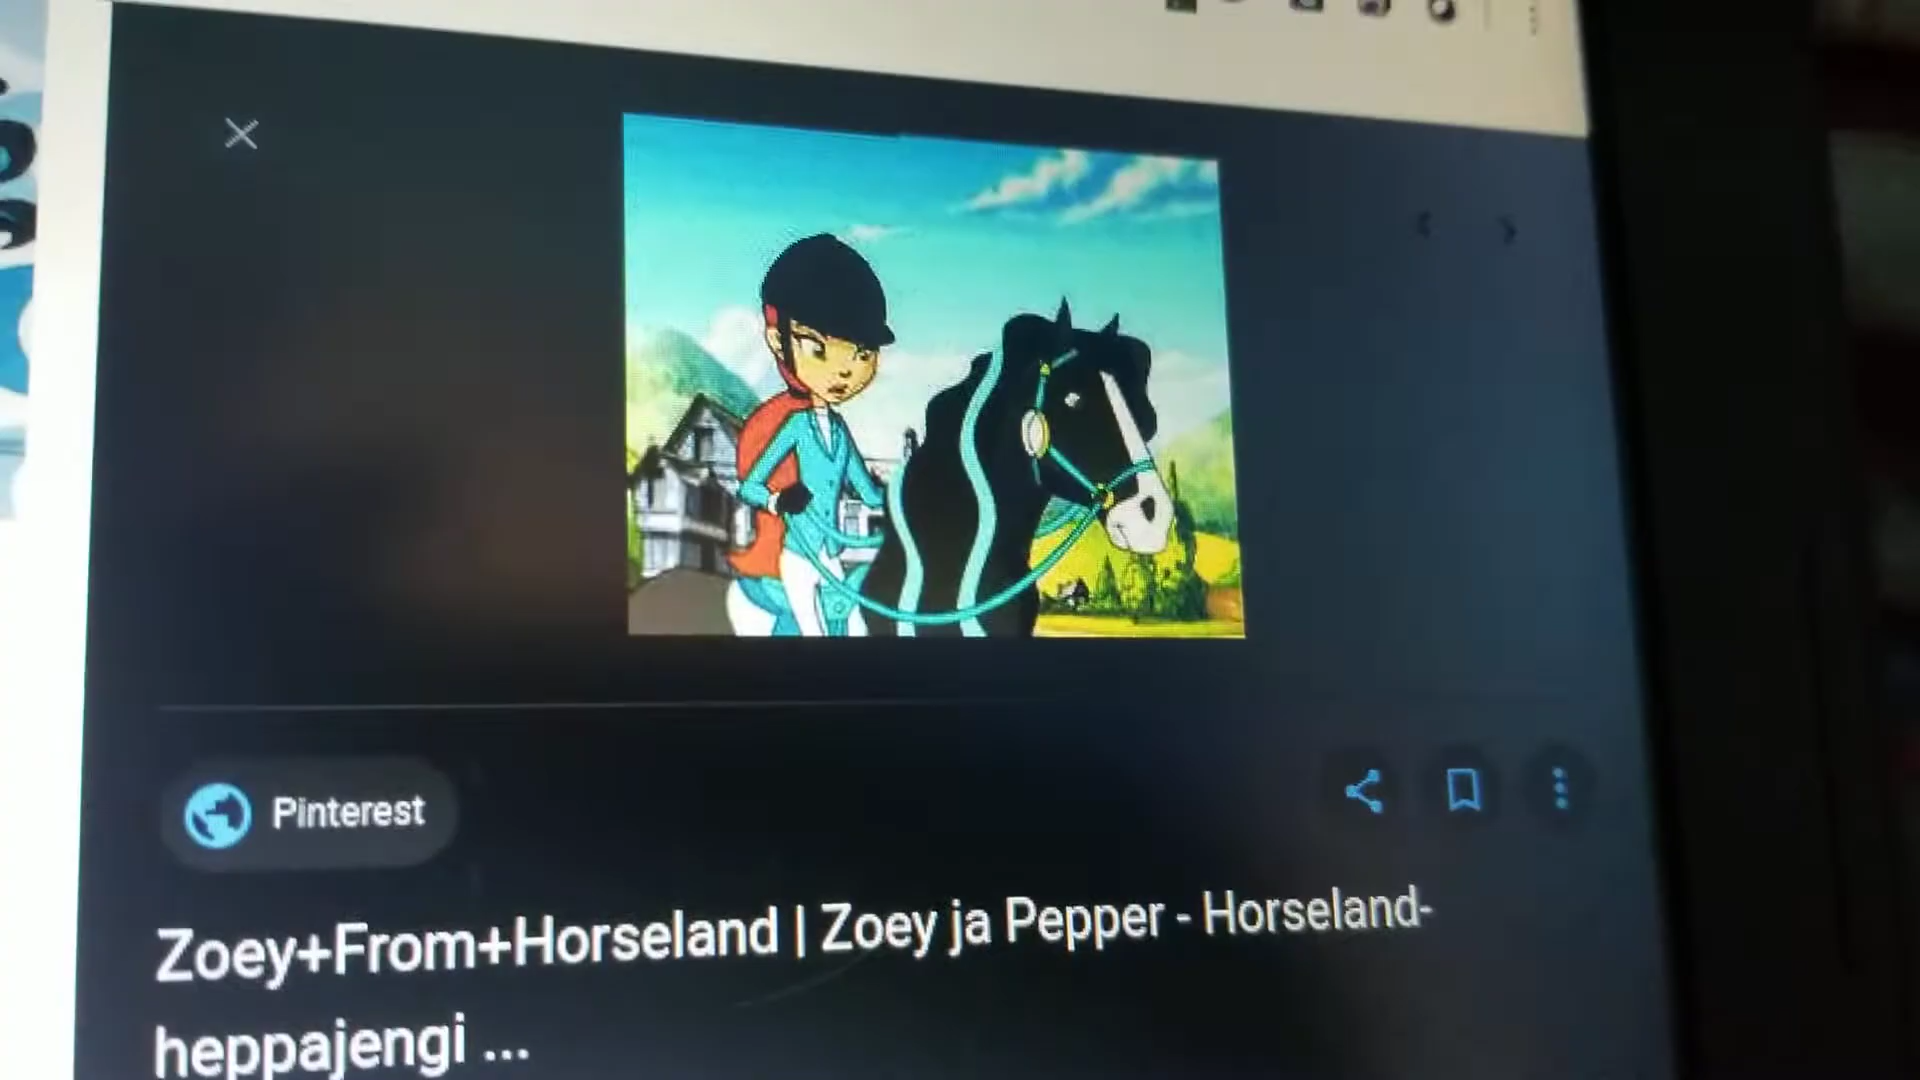 Pinterest
Zoey+From+Horseland | Zoey ja Pepper - Horseland-
heppajengi ...